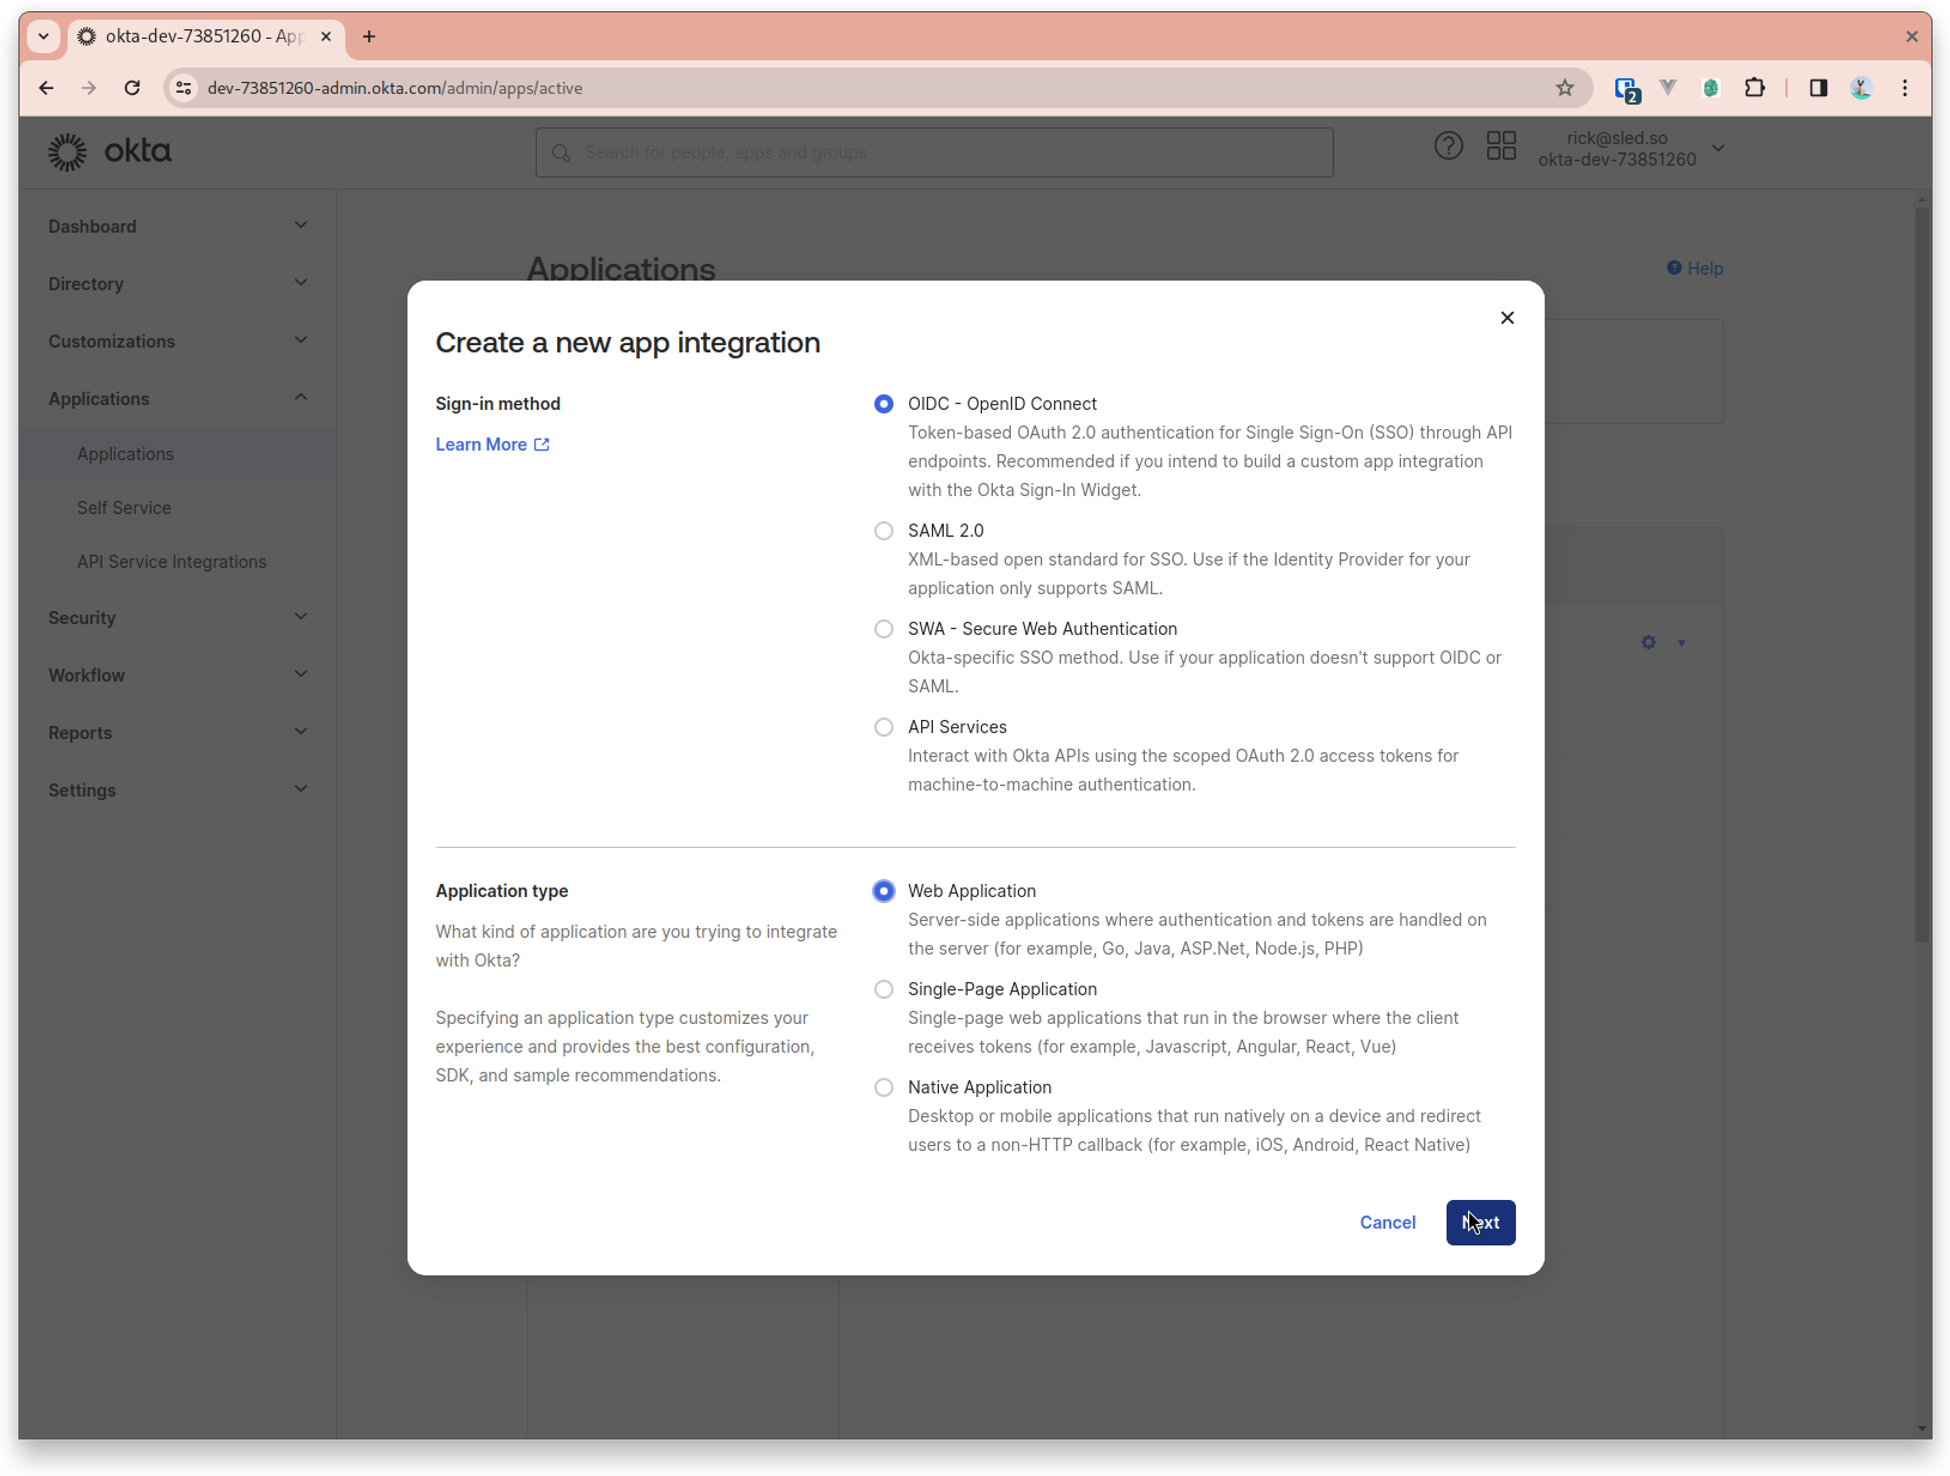 okta-dev-73851260 - App
dev-73851260-admin.okta.com/admin/apps/active
2
okta
Search for people, apps and groups
rick@sled.so
okta-dev-73851260
Dashboard
Directory
Customizations
Applications
Applications
Self Service
API Service Integrations
Security
Workflow
Reports
Settings
Applications
Help
Create a new app integration
Sign-in method
Learn More
OIDC - OpenID Connect
Token-based OAuth 2.0 authentication for Single Sign-On (SSO) through API
endpoints. Recommended if you intend to build a custom app integration
with the Okta Sign-In Widget.
SAML 2.0
XML-based open standard for SSO. Use if the Identity Provider for your
application only supports SAML.
SWA - Secure Web Authentication
Okta-specific SSO method. Use if your application doesn't support OIDC or
SAML.
API Services
Interact with Okta APIs using the scoped OAuth 2.0 access tokens for
machine-to-machine authentication.
Application type
What kind of application are you trying to integrate
with Okta?
Specifying an application type customizes your
experience and provides the best configuration,
SDK, and sample recommendations.
Web Application
Server-side applications where authentication and tokens are handled on
the server (for example, Go, Java, ASP.Net, Node.js, PHP)
Single-Page Application
Single-page web applications that run in the browser where the client
receives tokens (for example, Javascript, Angular, React, Vue)
Native Application
Desktop or mobile applications that run natively on a device and redirect
users to a non-HTTP callback (for example, iOS, Android, React Native)
Cancel
Next